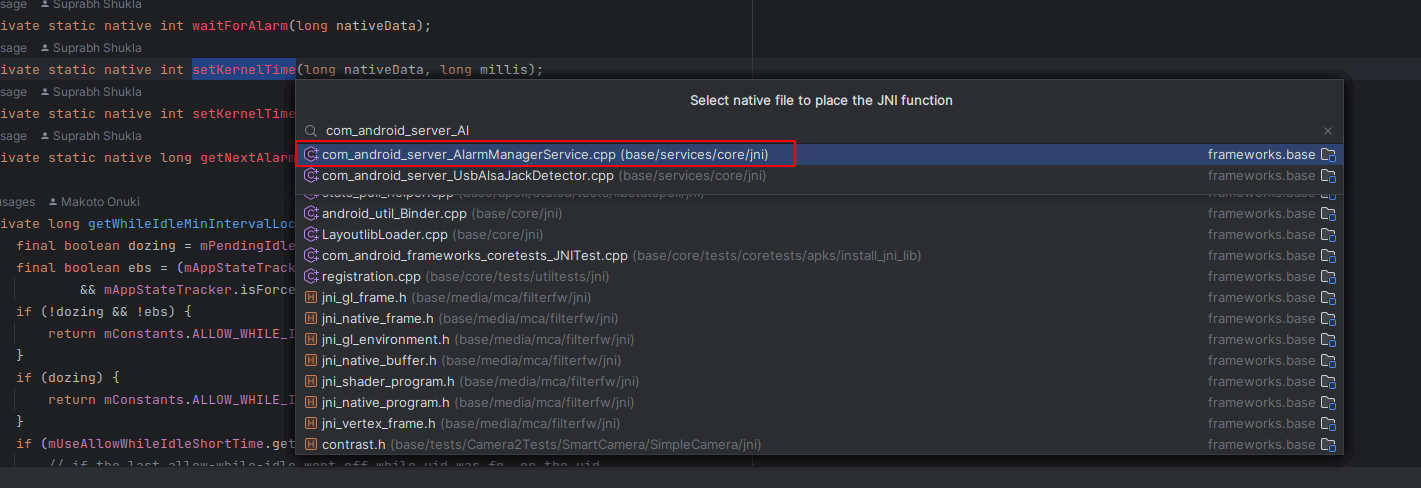 sage Suprabh Shukla
ivate static native int waitForAlarm(long nativeData);
sage Suprabh Shukla
ivate static native int setKernelTime(long nativeData, long millis);
sage Suprabh Shukla
ivate static native int setKernelTime
sage Suprabh Shukla
ivate static native long getNextAlarm
usages Makoto Onuki
ivate long getWhileIdleMinIntervalLoc
final boolean dozing = mPendingIdle
final boolean ebs = (mAppStateTrack
&& mAppStateTracker.isForce
if (!dozing && !ebs) {
return mConstants.ALLOW_WHILE_I
}
if (dozing) {
return mConstants.ALLOW_WHILE_I
}
if (mUseAllowWhileIdleShortTime.get
// if the last allow-while-idle went off while uid was fg, or the uid
Select native file to place the JNI function
com_android_server_Al
com_android_server_AlarmManagerService.cpp (base/services/core/jni) frameworks.base
com_android_server_UsbAlsaJackDetector.cpp (base/services/core/jni) frameworks.base
frameworks.base
android_util_Binder.cpp (base/core/jni) frameworks.base
LayoutlibLoader.cpp (base/core/jni) frameworks.base
com_android_frameworks_coretests_JNITest.cpp (base/core/tests/coretests/apks/install_jni_lib) frameworks.base
registration.cpp (base/core/tests/utiltests/jni) frameworks.base
jni_gl_frame.h (base/media/mca/filterfw/jni) frameworks.base
jni_native_frame.h (base/media/mca/filterfw/jni) frameworks.base
jni_gl_environment.h (base/media/mca/filterfw/jni) frameworks.base
jni_native_buffer.h (base/media/mca/filterfw/jni) frameworks.base
jni_shader_program.h (base/media/mca/filterfw/jni) frameworks.base
jni_native_program.h (base/media/mca/filterfw/jni) frameworks.base
jni_vertex_frame.h (base/media/mca/filterfw/jni) frameworks.base
contrast.h (base/tests/Camera2Tests/SmartCamera/SimpleCamera/jni) frameworks.base